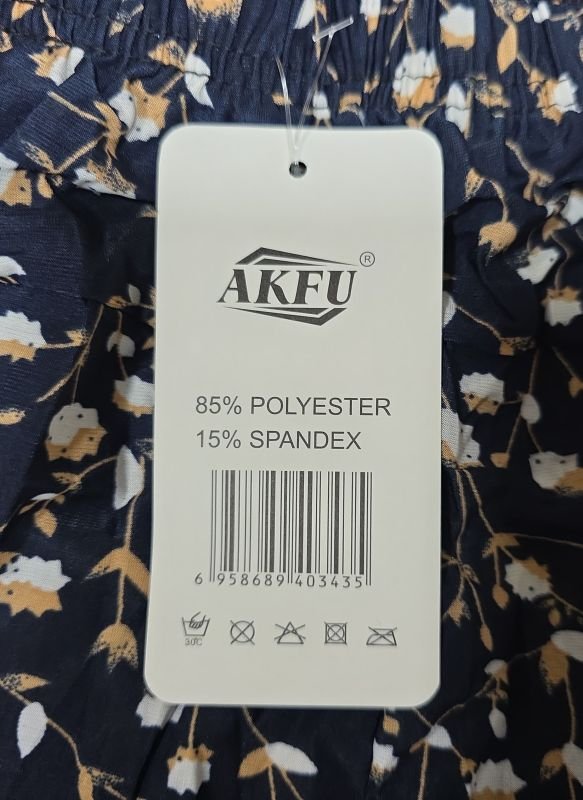 AKFU®
85% POLYESTER
15% SPANDEX
6 958689 403435
30°C